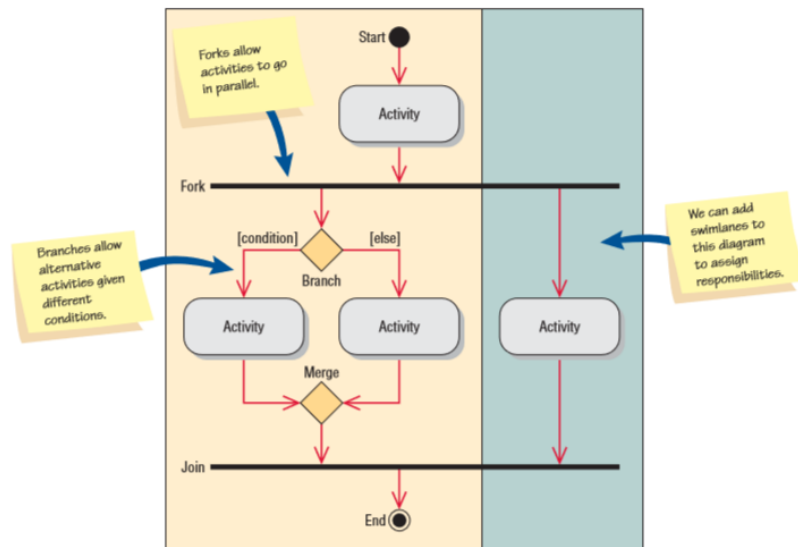 Start
Forks allow
activities to go
in parallel.
Activity
Fork
We can add
swimlanes to
this diagram
to assign
responsibilities.
[condition]
[else]
Branches allow
alternative
activities given
different
conditions.
Branch
Activity
Activity
Activity
Merge
Join
End